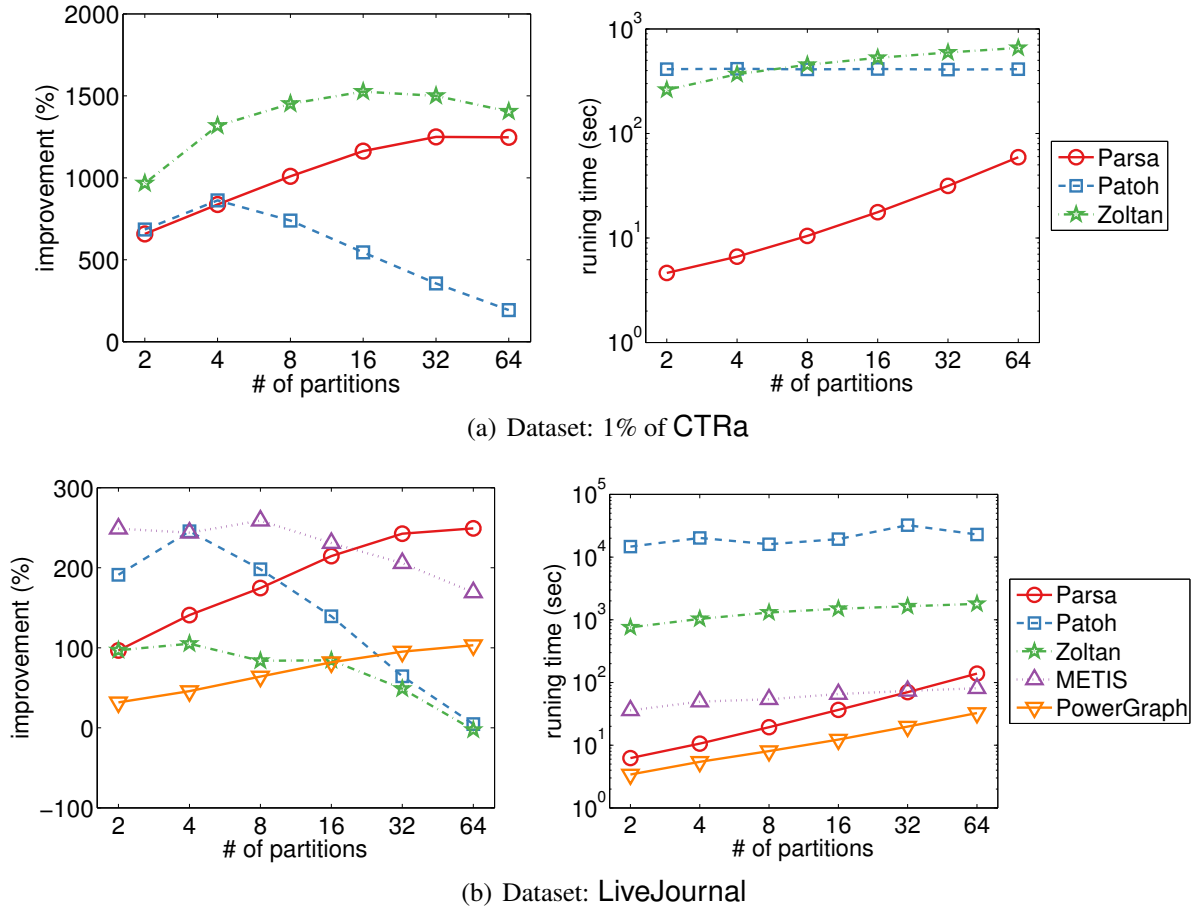 2000
1500
1000
500
0
improvement (%)
2 4 8 16 32 64
# of partitions
10^3
10^2
10^1
10^0
runing time (sec)
2 4 8 16 32 64
# of partitions
Parsa
Patoh
Zoltan
(a) Dataset: 1% of CTRa
300
200
100
0
−100
improvement (%)
2 4 8 16 32 64
# of partitions
10^5
10^4
10^3
10^2
10^1
10^0
runing time (sec)
2 4 8 16 32 64
# of partitions
Parsa
Patoh
Zoltan
METIS
PowerGraph
(b) Dataset: LiveJournal